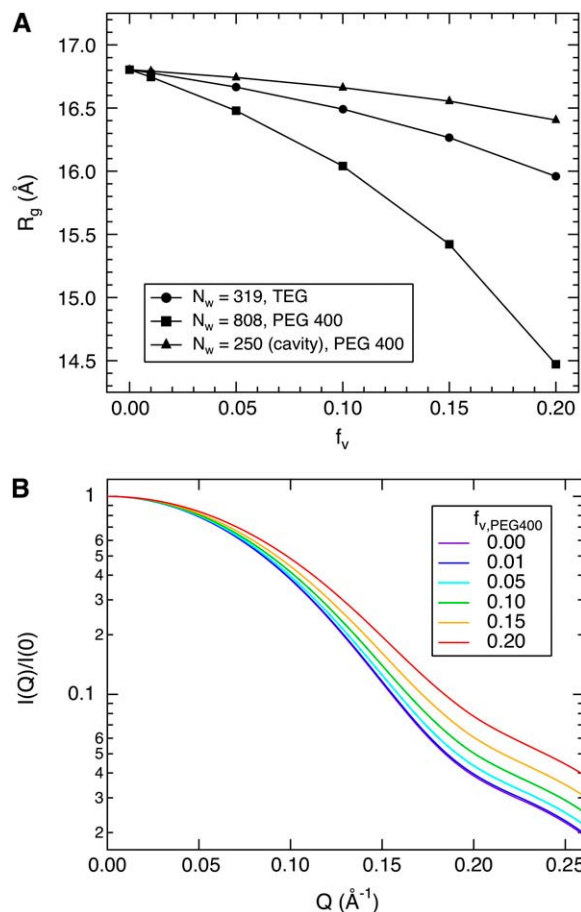 A
17.0
16.5
16.0
15.5
15.0
14.5
R_g (Å)
N_w = 319, TEG
N_w = 808, PEG 400
N_w = 250 (cavity), PEG 400
0.00 0.05 0.10 0.15 0.20
f_v
B
1
6
5
4
3
2
0.1
6
5
4
3
2
I(Q)/I(0)
f_v,PEG400
0.00
0.01
0.05
0.10
0.15
0.20
0.00 0.05 0.10 0.15 0.20 0.25
Q (Å⁻¹)